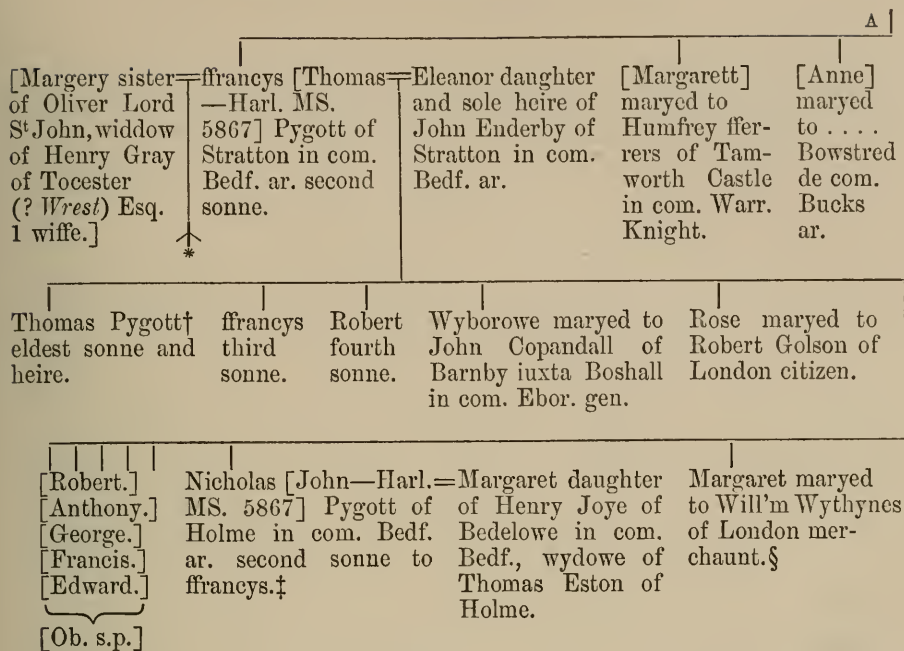 A
[Margery sister
of Oliver Lord
St John, widdow
of Henry Gray
of Tocester
(? Wrest) Esq.
1 wiffe.]
*
=ffrancys [Thomas
—Harl. MS.
5867] Pygott of
Stratton in com.
Bedf. ar. second
sonne.
=Eleanor daughter
and sole heire of
John Enderby of
Stratton in com.
Bedf. ar.
[Margarett]
maryed to
Humfrey ffer-
rers of Tam-
worth Castle
in com. Warr.
Knight.
[Anne]
maryed
to . . . .
Bowstred
de com.
Bucks
ar.
Thomas Pygott†
eldest sonne and
heire.
ffrancys
third
sonne.
Robert
fourth
sonne.
Wyborowe maryed to
John Copandall of
Barnby iuxta Boshall
in com. Ebor. gen.
Rose maryed to
Robert Golson of
London citizen.
[Robert.]
[Anthony.]
[George.]
[Francis.]
[Edward.]
[Ob. s.p.]
Nicholas [John—Harl.
MS. 5867] Pygott of
Holme in com. Bedf.
ar. second sonne to
ffrancys.‡
=Margaret daughter
of Henry Joye of
Bedelowe in com.
Bedf., wydowe of
Thomas Eston of
Holme.
Margaret maryed
to Will'm Wythynes
of London mer-
chaunt.§